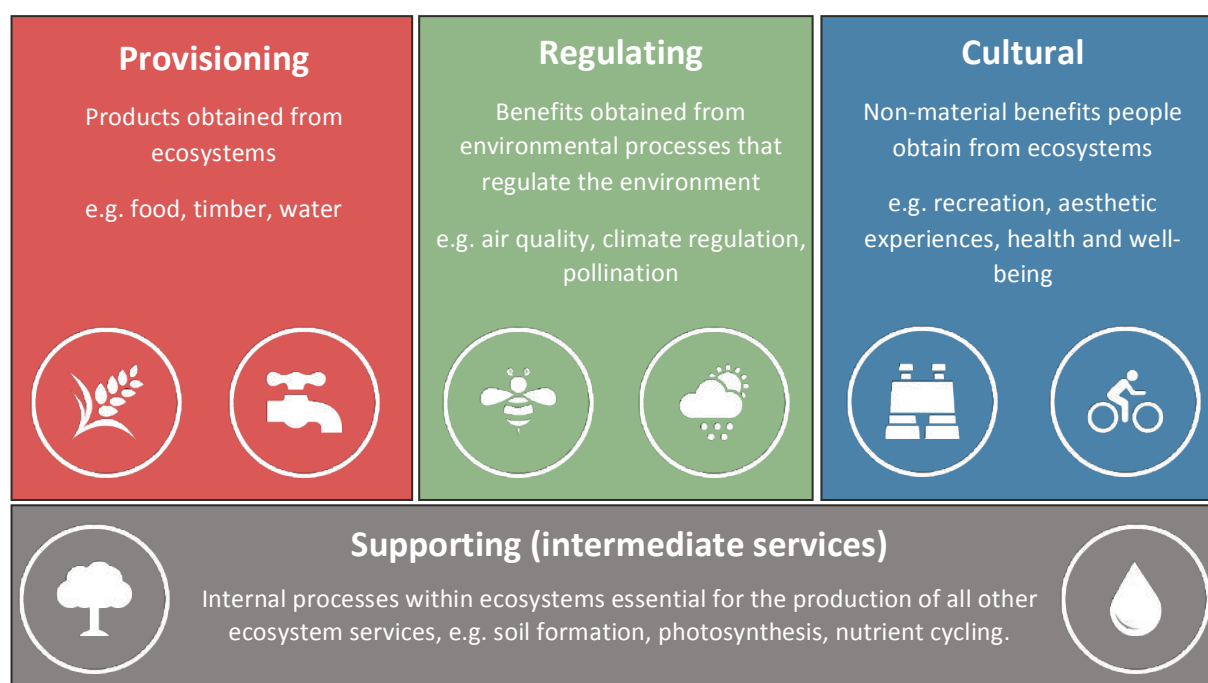 Provisioning
Products obtained from
ecosystems
e.g. food, timber, water
Regulating
Benefits obtained from
environmental processes that
regulate the environment
e.g. air quality, climate regulation,
pollination
Cultural
Non-material benefits people
obtain from ecosystems
e.g. recreation, aesthetic
experiences, health and well-
being
Supporting (intermediate services)
Internal processes within ecosystems essential for the production of all other
ecosystem services, e.g. soil formation, photosynthesis, nutrient cycling.